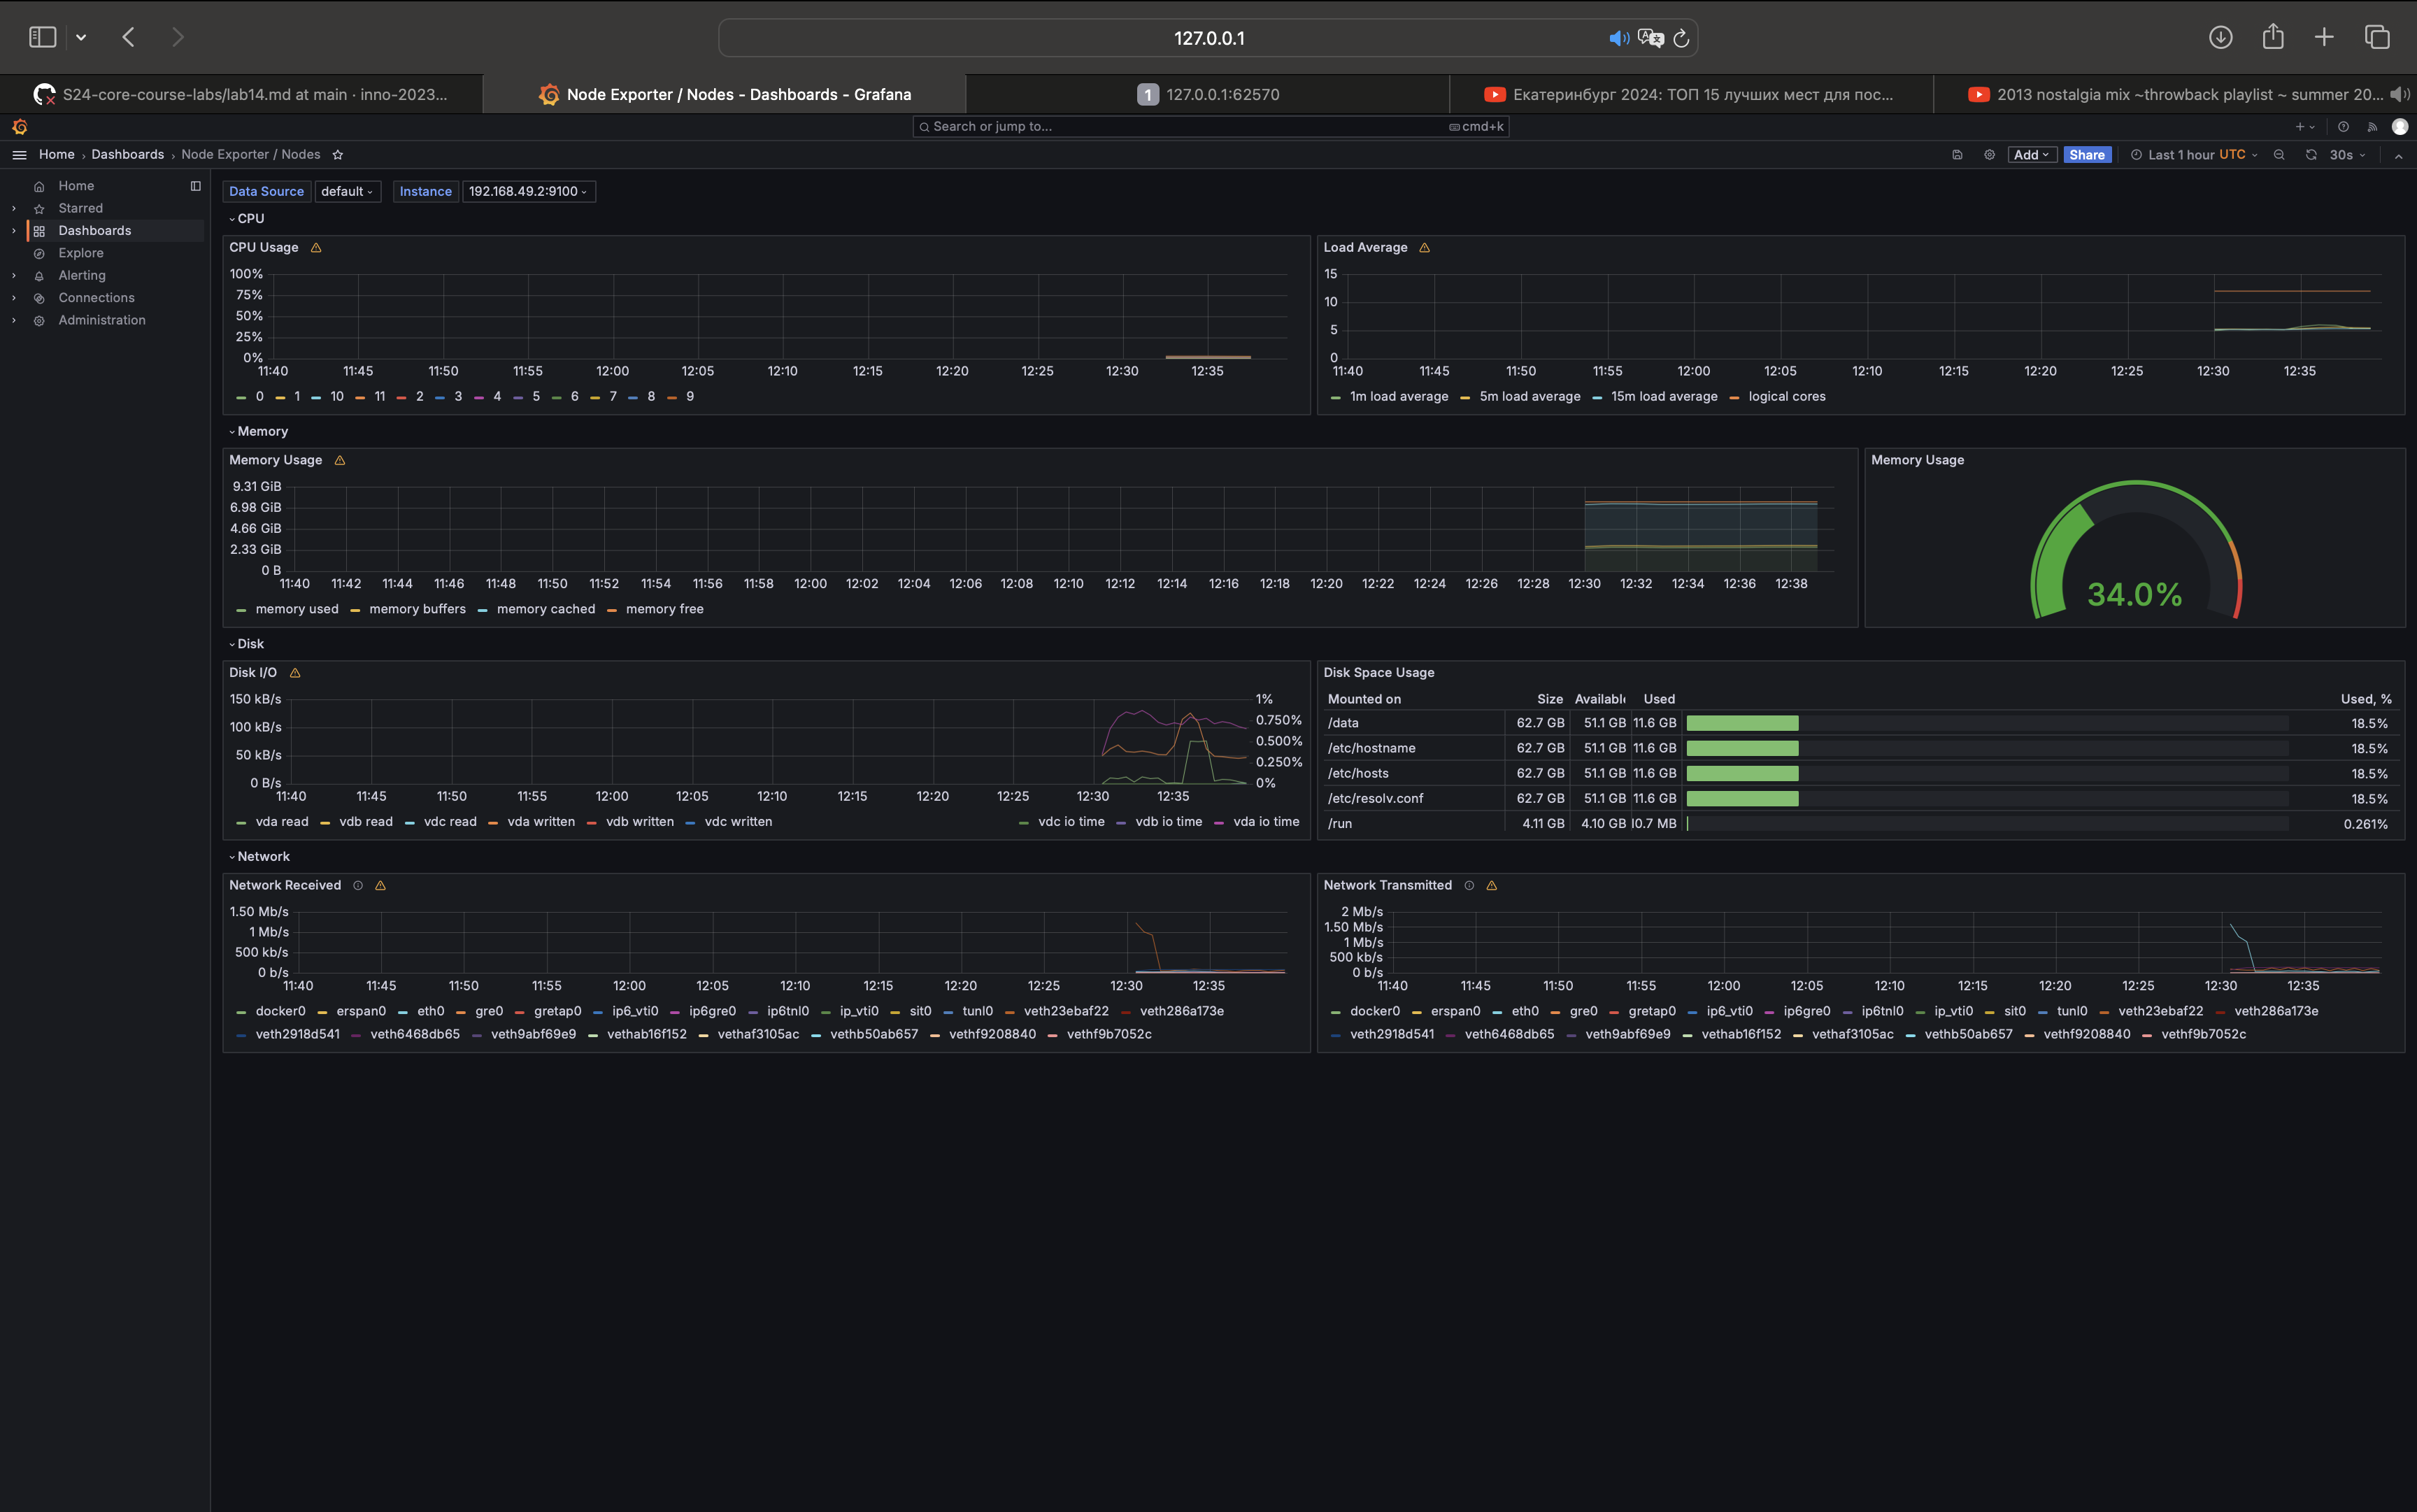 127.0.0.1
S24-core-course-labs/lab14.md at main · inno-2023...
Node Exporter / Nodes - Dashboards - Grafana
1 127.0.0.1:62570
Екатеринбург 2024: ТОП 15 лучших мест для пос...
2013 nostalgia mix ~throwback playlist ~ summer 20...
Search or jump to... cmd+k
Home › Dashboards › Node Exporter / Nodes
Add Share Last 1 hour UTC 30s
Home
Starred
Dashboards
Explore
Alerting
Connections
Administration
Data Source default Instance 192.168.49.2:9100
CPU
CPU Usage
100%
75%
50%
25%
0%
11:40 11:45 11:50 11:55 12:00 12:05 12:10 12:15 12:20 12:25 12:30 12:35
0 1 10 11 2 3 4 5 6 7 8 9
Load Average
15
10
5
0
11:40 11:45 11:50 11:55 12:00 12:05 12:10 12:15 12:20 12:25 12:30 12:35
1m load average 5m load average 15m load average logical cores
Memory
Memory Usage
9.31 GiB
6.98 GiB
4.66 GiB
2.33 GiB
0 B
11:40 11:42 11:44 11:46 11:48 11:50 11:52 11:54 11:56 11:58 12:00 12:02 12:04 12:06 12:08 12:10 12:12 12:14 12:16 12:18 12:20 12:22 12:24 12:26 12:28 12:30 12:32 12:34 12:36 12:38
memory used memory buffers memory cached memory free
Memory Usage
34.0%
Disk
Disk I/O
150 kB/s
100 kB/s
50 kB/s
0 B/s
1%
0.750%
0.500%
0.250%
0%
11:40 11:45 11:50 11:55 12:00 12:05 12:10 12:15 12:20 12:25 12:30 12:35
vda read vdb read vdc read vda written vdb written vdc written vdc io time vdb io time vda io time
Disk Space Usage
Mounted on Size Available Used Used, %
/data 62.7 GB 51.1 GB 11.6 GB 18.5%
/etc/hostname 62.7 GB 51.1 GB 11.6 GB 18.5%
/etc/hosts 62.7 GB 51.1 GB 11.6 GB 18.5%
/etc/resolv.conf 62.7 GB 51.1 GB 11.6 GB 18.5%
/run 4.11 GB 4.10 GB 10.7 MB 0.261%
Network
Network Received
1.50 Mb/s
1 Mb/s
500 kb/s
0 b/s
11:40 11:45 11:50 11:55 12:00 12:05 12:10 12:15 12:20 12:25 12:30 12:35
docker0 erspan0 eth0 gre0 gretap0 ip6_vti0 ip6gre0 ip6tnl0 ip_vti0 sit0 tunl0 veth23ebaf22 veth286a173e
veth2918d541 veth6468db65 veth9abf69e9 vethab16f152 vethaf3105ac vethb50ab657 vethf9208840 vethf9b7052c
Network Transmitted
2 Mb/s
1.50 Mb/s
1 Mb/s
500 kb/s
0 b/s
11:40 11:45 11:50 11:55 12:00 12:05 12:10 12:15 12:20 12:25 12:30 12:35
docker0 erspan0 eth0 gre0 gretap0 ip6_vti0 ip6gre0 ip6tnl0 ip_vti0 sit0 tunl0 veth23ebaf22 veth286a173e
veth2918d541 veth6468db65 veth9abf69e9 vethab16f152 vethaf3105ac vethb50ab657 vethf9208840 vethf9b7052c